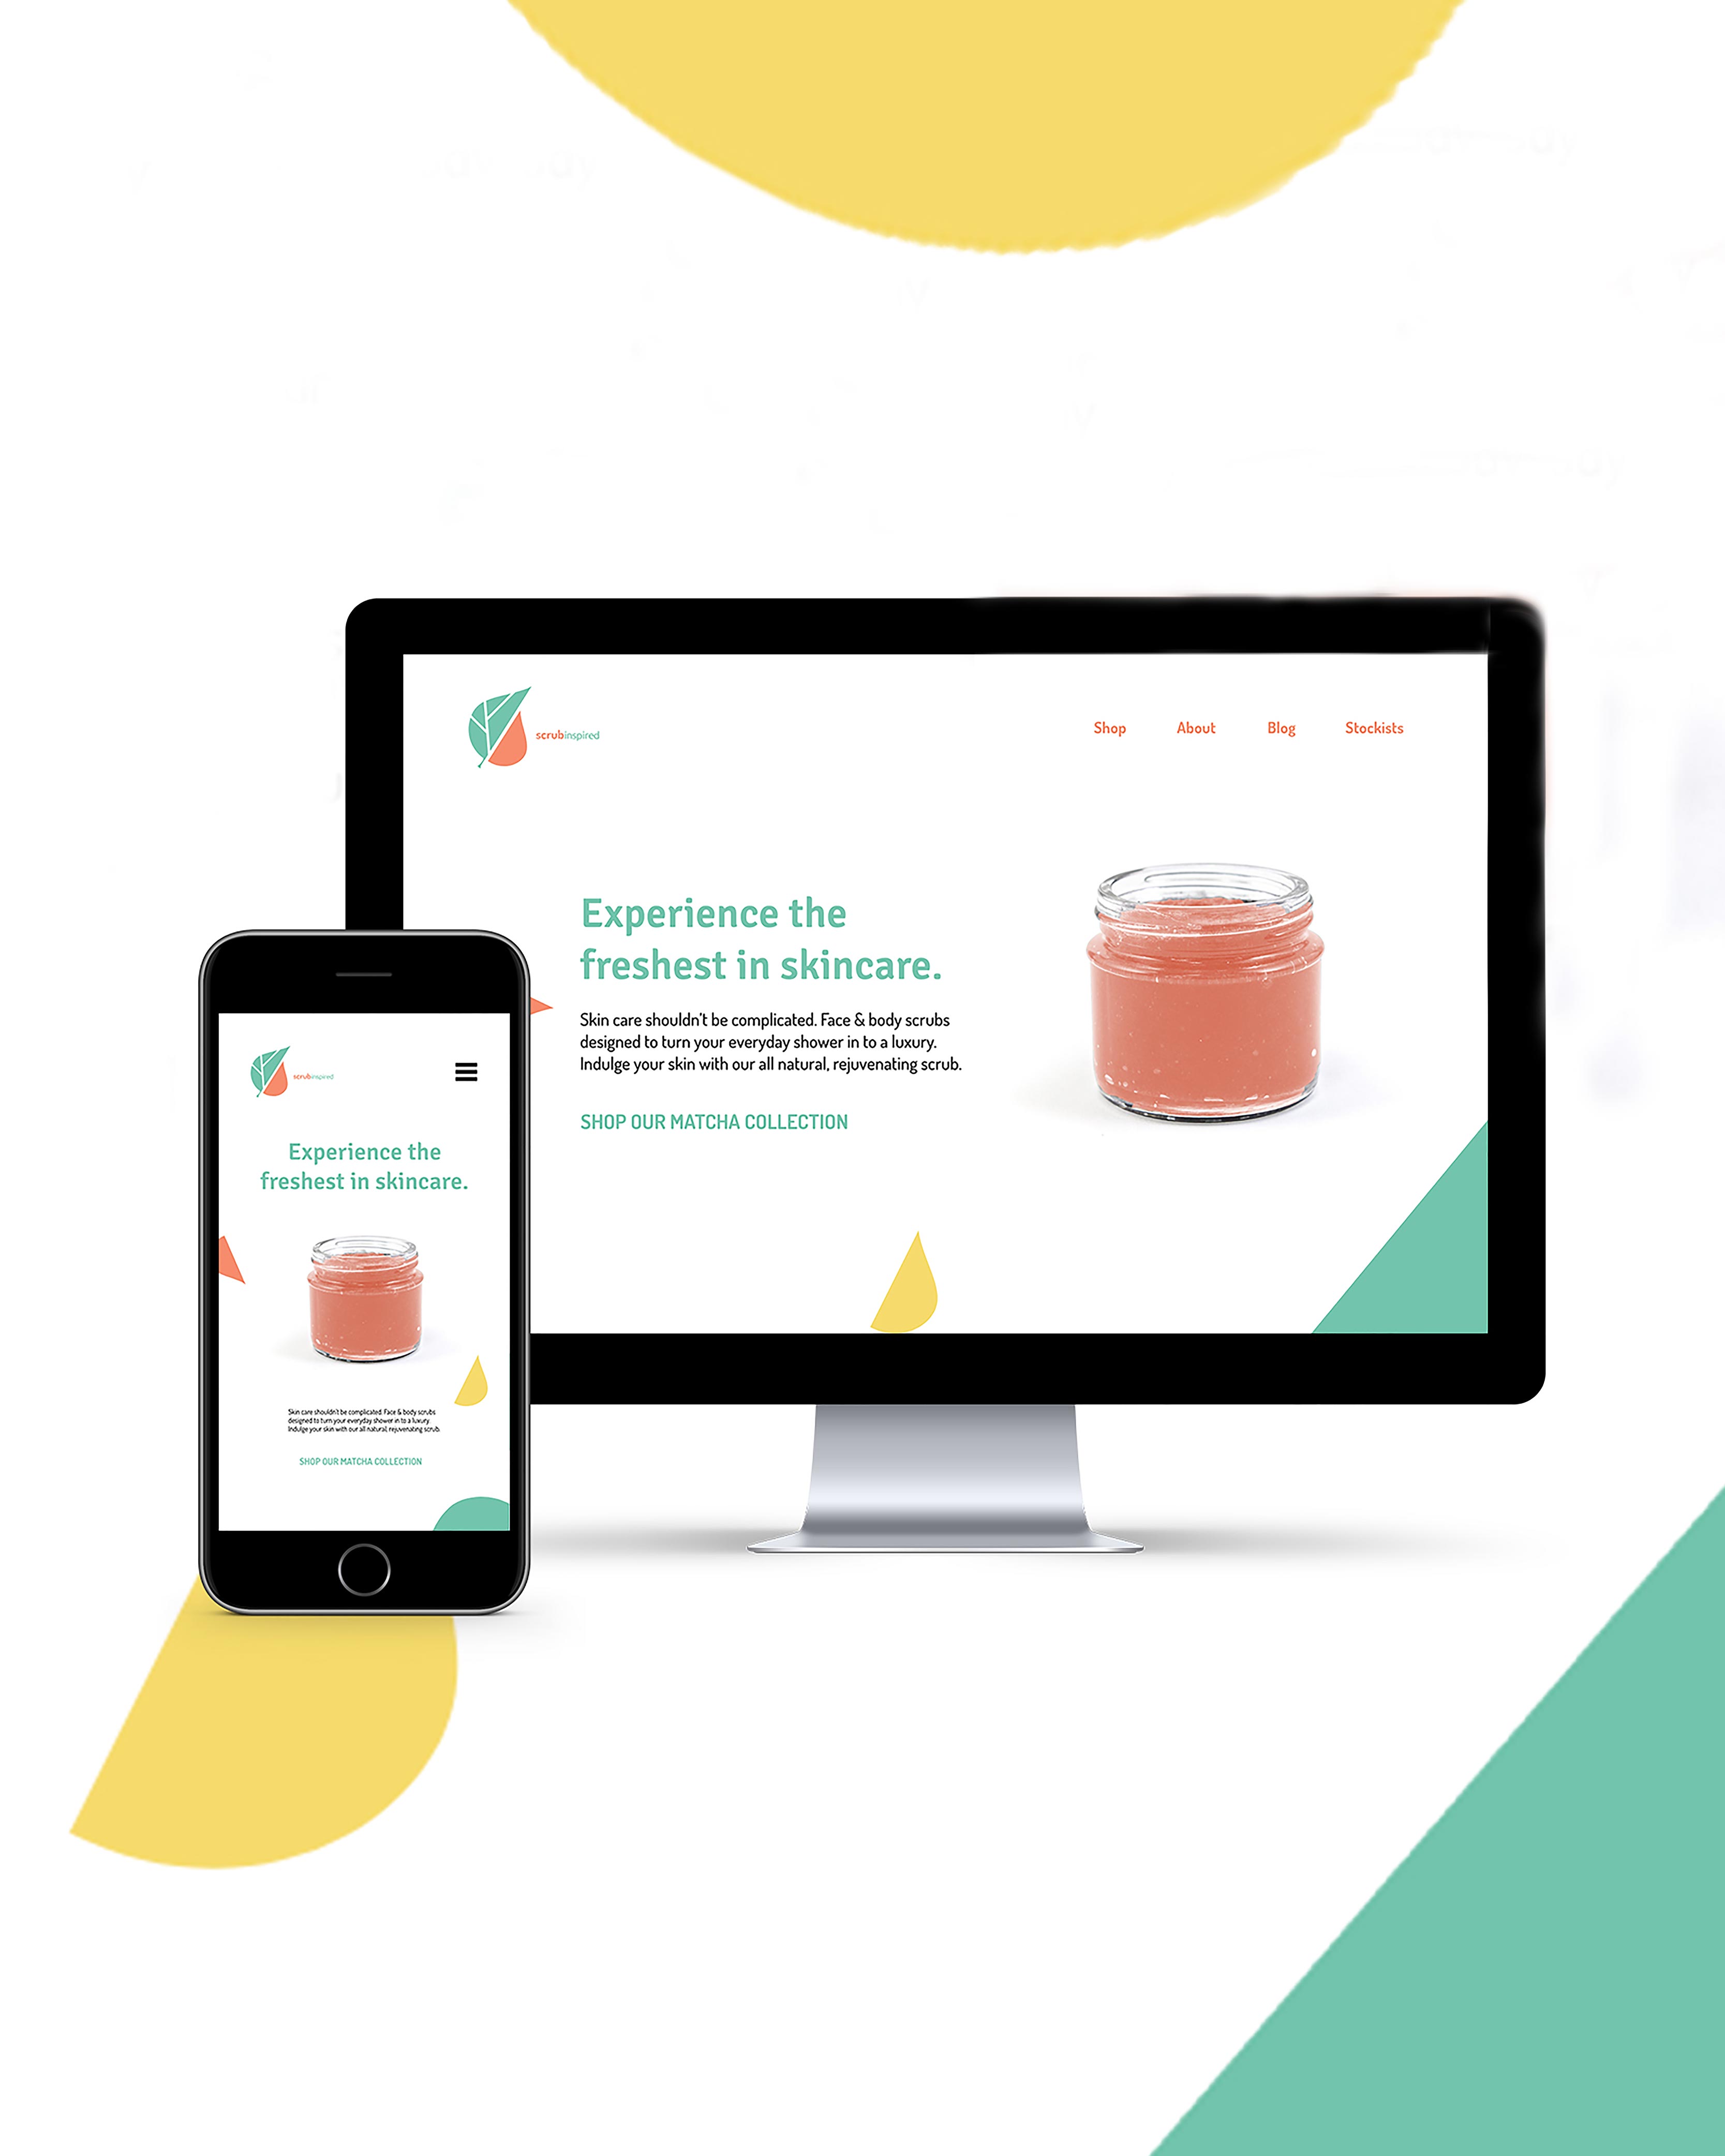 scrubinspired
Shop About Blog Stockists
Experience the
freshest in skincare.
Skin care shouldn't be complicated. Face & body scrubs
designed to turn your everyday shower in to a luxury.
Indulge your skin with our all natural, rejuvenating scrub.
SHOP OUR MATCHA COLLECTION
scrubinspired
Experience the
freshest in skincare.
Skin care shouldn't be complicated. Face & body scrubs
designed to turn your everyday shower in to a luxury.
Indulge your skin with our all natural, rejuvenating scrub.
SHOP OUR MATCHA COLLECTION